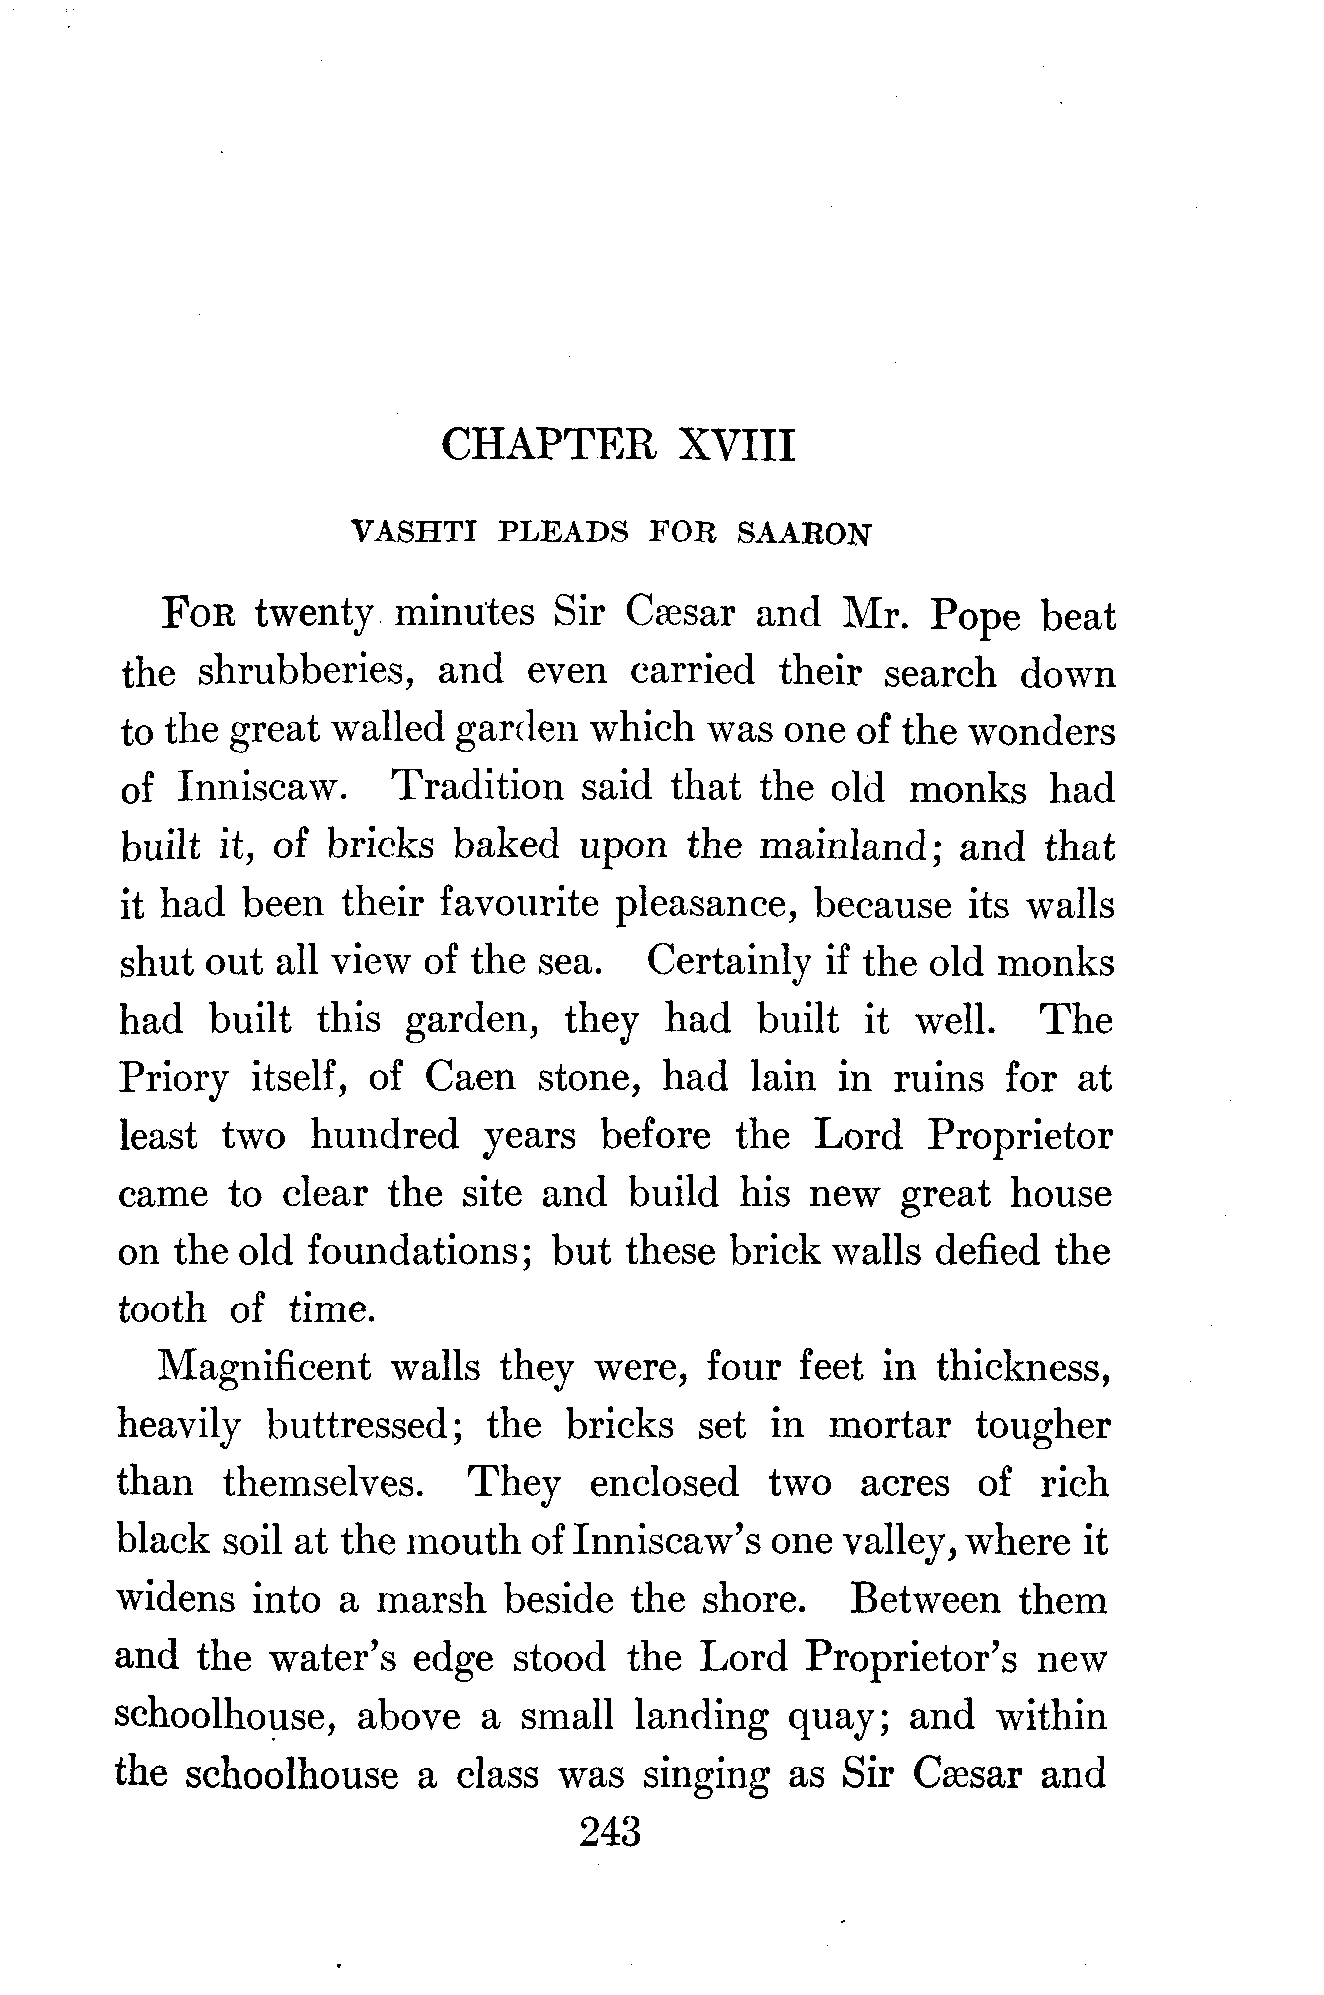 CHAPTER XVIII
VASHTI PLEADS FOR SAARON
FOR twenty minutes Sir Cæsar and Mr. Pope beat
the shrubberies, and even carried their search down
to the great walled garden which was one of the wonders
of Inniscaw. Tradition said that the old monks had
built it, of bricks baked upon the mainland; and that
it had been their favourite pleasance, because its walls
shut out all view of the sea. Certainly if the old monks
had built this garden, they had built it well. The
Priory itself, of Caen stone, had lain in ruins for at
least two hundred years before the Lord Proprietor
came to clear the site and build his new great house
on the old foundations; but these brick walls defied the
tooth of time.
Magnificent walls they were, four feet in thickness,
heavily buttressed; the bricks set in mortar tougher
than themselves. They enclosed two acres of rich
black soil at the mouth of Inniscaw's one valley, where it
widens into a marsh beside the shore. Between them
and the water's edge stood the Lord Proprietor's new
schoolhouse, above a small landing quay; and within
the schoolhouse a class was singing as Sir Cæsar and
243